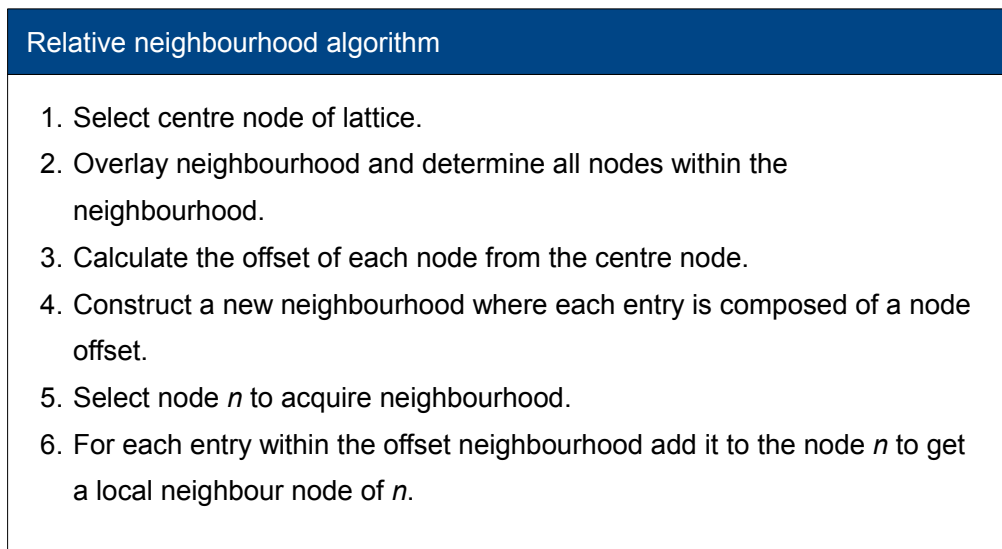 Relative neighbourhood algorithm
1. Select centre node of lattice.
2. Overlay neighbourhood and determine all nodes within the
neighbourhood.
3. Calculate the offset of each node from the centre node.
4. Construct a new neighbourhood where each entry is composed of a node
offset.
5. Select node n to acquire neighbourhood.
6. For each entry within the offset neighbourhood add it to the node n to get
a local neighbour node of n.